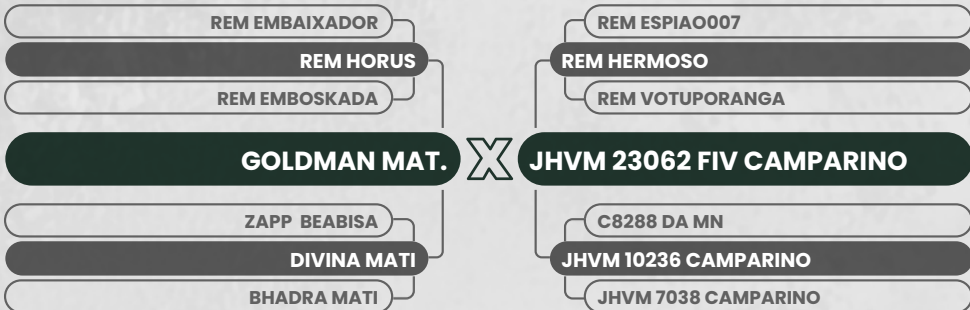 REM EMBAIXADOR
REM HORUS
REM EMBOSKADA
GOLDMAN MAT.
ZAPP BEABISA
DIVINA MATI
BHADRA MATI
X
REM ESPIAO007
REM HERMOSO
REM VOTUPORANGA
JHVM 23062 FIV CAMPARINO
C8288 DA MN
JHVM 10236 CAMPARINO
JHVM 7038 CAMPARINO